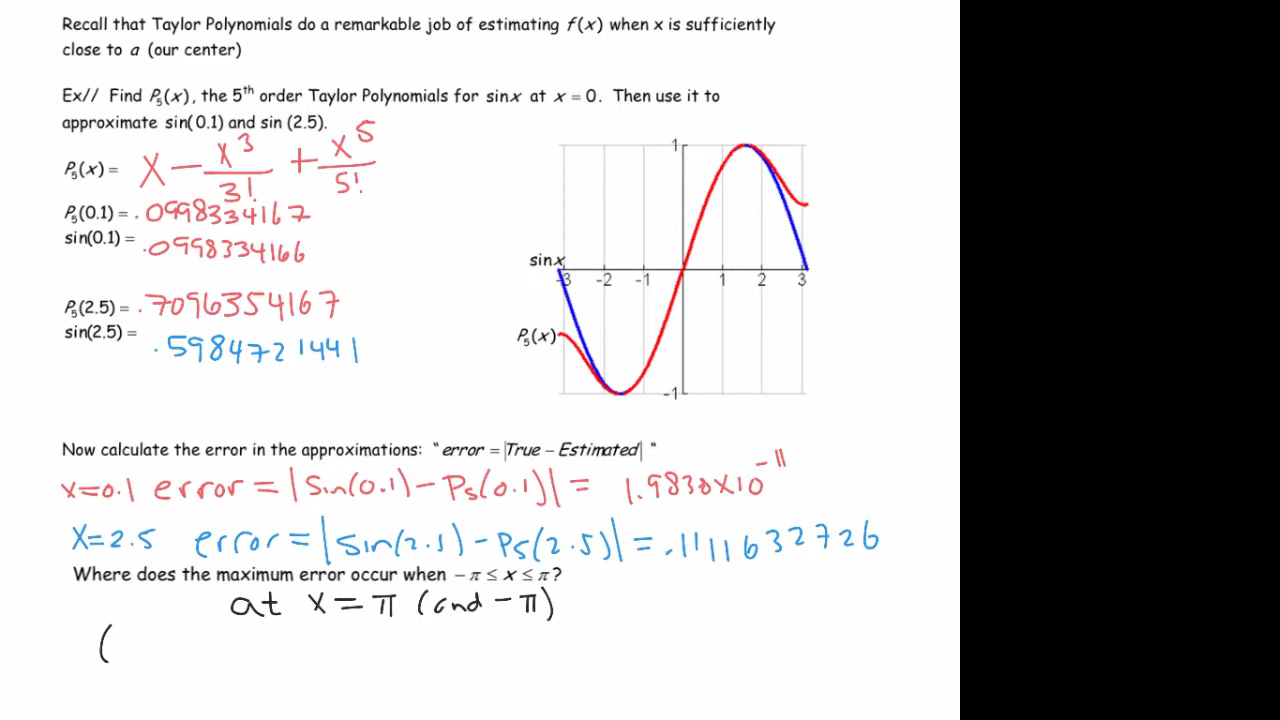 Recall that Taylor Polynomials do a remarkable job of estimating f(x) when x is sufficiently
close to a (our center)
Ex// Find P₅(x), the 5th order Taylor Polynomials for sin x at x = 0. Then use it to
approximate sin(0.1) and sin (2.5).
P₅(x) = x − x³/3! + x⁵/5!
P₅(0.1) = .0998334167
sin(0.1) = .0998334166
P₅(2.5) = .7096354167
sin(2.5) = .5984721441
1
sin x
-3 -2 -1 1 2 3
P₅(x)
-1
Now calculate the error in the approximations: "error = |True − Estimated| "
x=0.1 error = |sin(0.1) − P₅(0.1)| = 1.9830×10⁻¹¹
x=2.5 error = |sin(2.5) − P₅(2.5)| = .1111632726
Where does the maximum error occur when −π ≤ x ≤ π?
at x = π (and −π)
(